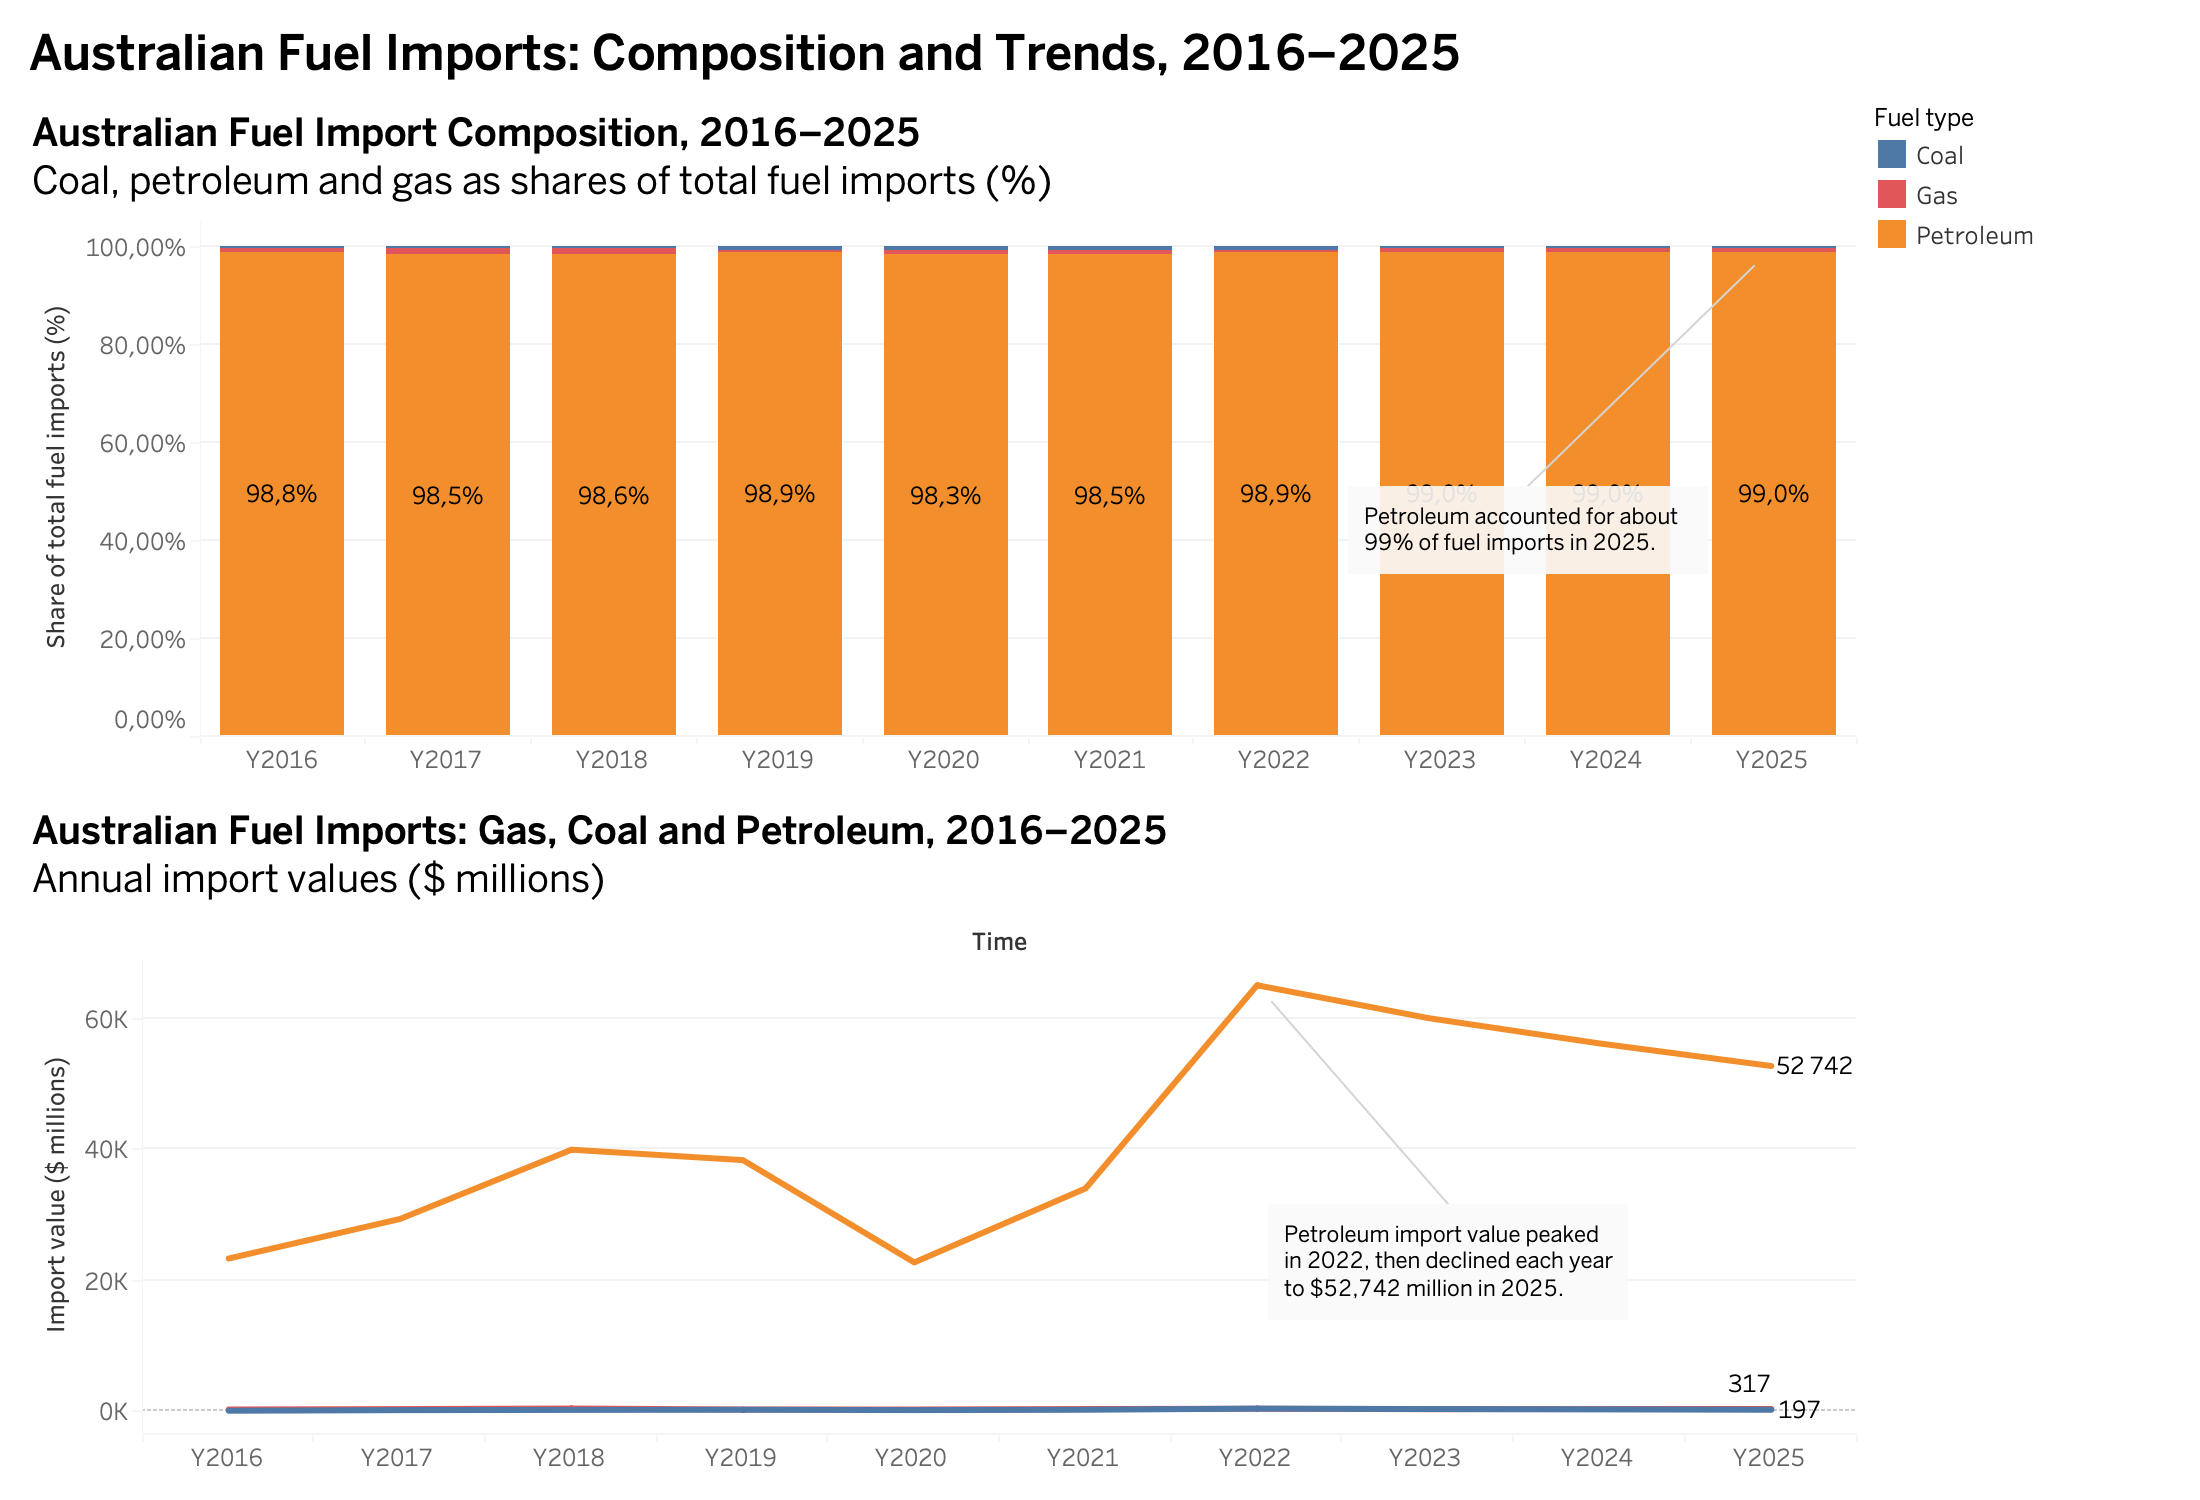 Australian Fuel Imports: Composition and Trends, 2016–2025
Australian Fuel Import Composition, 2016–2025
Coal, petroleum and gas as shares of total fuel imports (%)
Fuel type
Coal
Gas
Petroleum
Share of total fuel imports (%)
100,00%
80,00%
60,00%
40,00%
20,00%
0,00%
98,8%
98,5%
98,6%
98,9%
98,3%
98,5%
98,9%
99,0%
99,0%
99,0%
Petroleum accounted for about
99% of fuel imports in 2025.
Y2016
Y2017
Y2018
Y2019
Y2020
Y2021
Y2022
Y2023
Y2024
Y2025
Australian Fuel Imports: Gas, Coal and Petroleum, 2016–2025
Annual import values ($ millions)
Time
Import value ($ millions)
60K
40K
20K
0K
52 742
Petroleum import value peaked
in 2022, then declined each year
to $52,742 million in 2025.
317
197
Y2016
Y2017
Y2018
Y2019
Y2020
Y2021
Y2022
Y2023
Y2024
Y2025